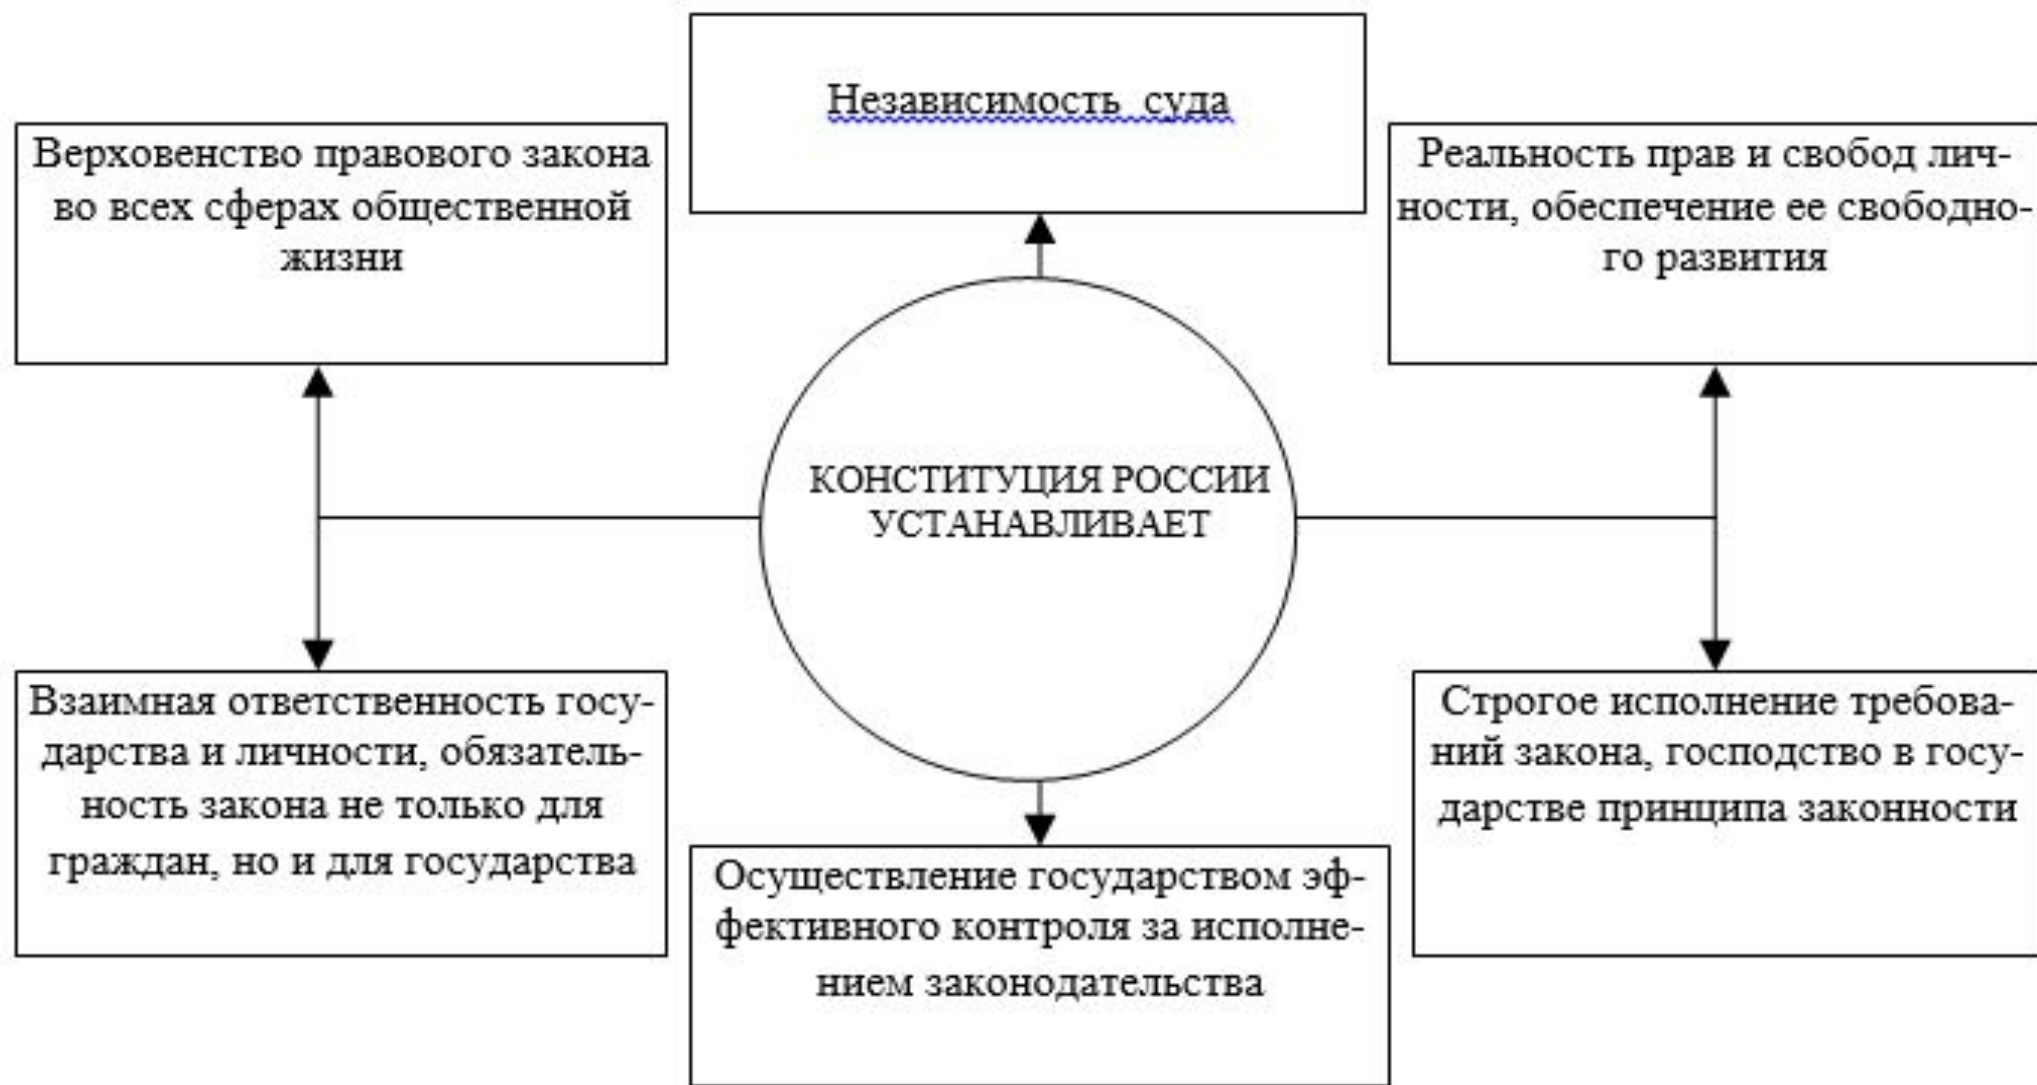 Независимость суда
Верховенство правового закона
во всех сферах общественной
жизни
Реальность прав и свобод лич-
ности, обеспечение ее свободно-
го развития
КОНСТИТУЦИЯ РОССИИ
УСТАНАВЛИВАЕТ
Взаимная ответственность госу-
дарства и личности, обязатель-
ность закона не только для
граждан, но и для государства
Осуществление государством эф-
фективного контроля за исполне-
нием законодательства
Строгое исполнение требова-
ний закона, господство в госу-
дарстве принципа законности